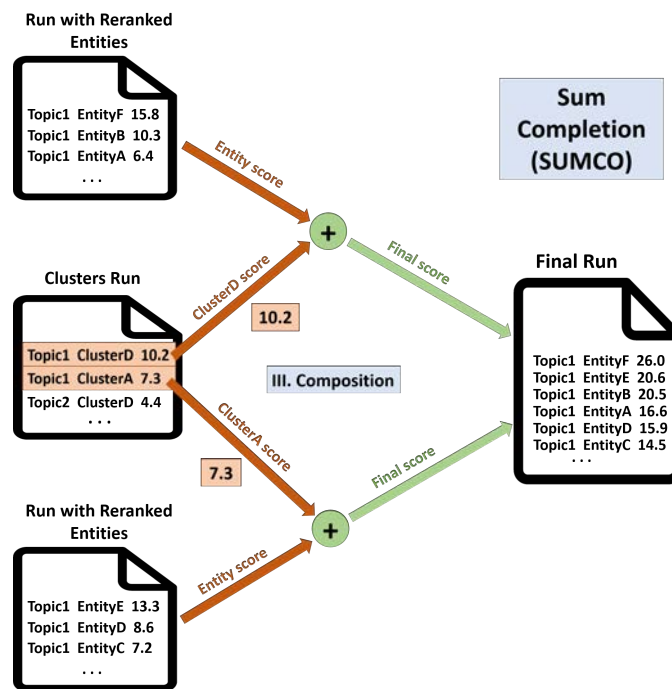 Run with Reranked
Entities
Topic1 EntityF 15.8
Topic1 EntityB 10.3
Topic1 EntityA 6.4
. . .
Sum
Completion
(SUMCO)
Entity score
+
Final score
ClusterD score
10.2
Clusters Run
Topic1 ClusterD 10.2
Topic1 ClusterA 7.3
Topic2 ClusterD 4.4
. . .
III. Composition
Final Run
Topic1 EntityF 26.0
Topic1 EntityE 20.6
Topic1 EntityB 20.5
Topic1 EntityA 16.6
Topic1 EntityD 15.9
Topic1 EntityC 14.5
. . .
ClusterA score
7.3
Final score
+
Entity score
Run with Reranked
Entities
Topic1 EntityE 13.3
Topic1 EntityD 8.6
Topic1 EntityC 7.2
. . .